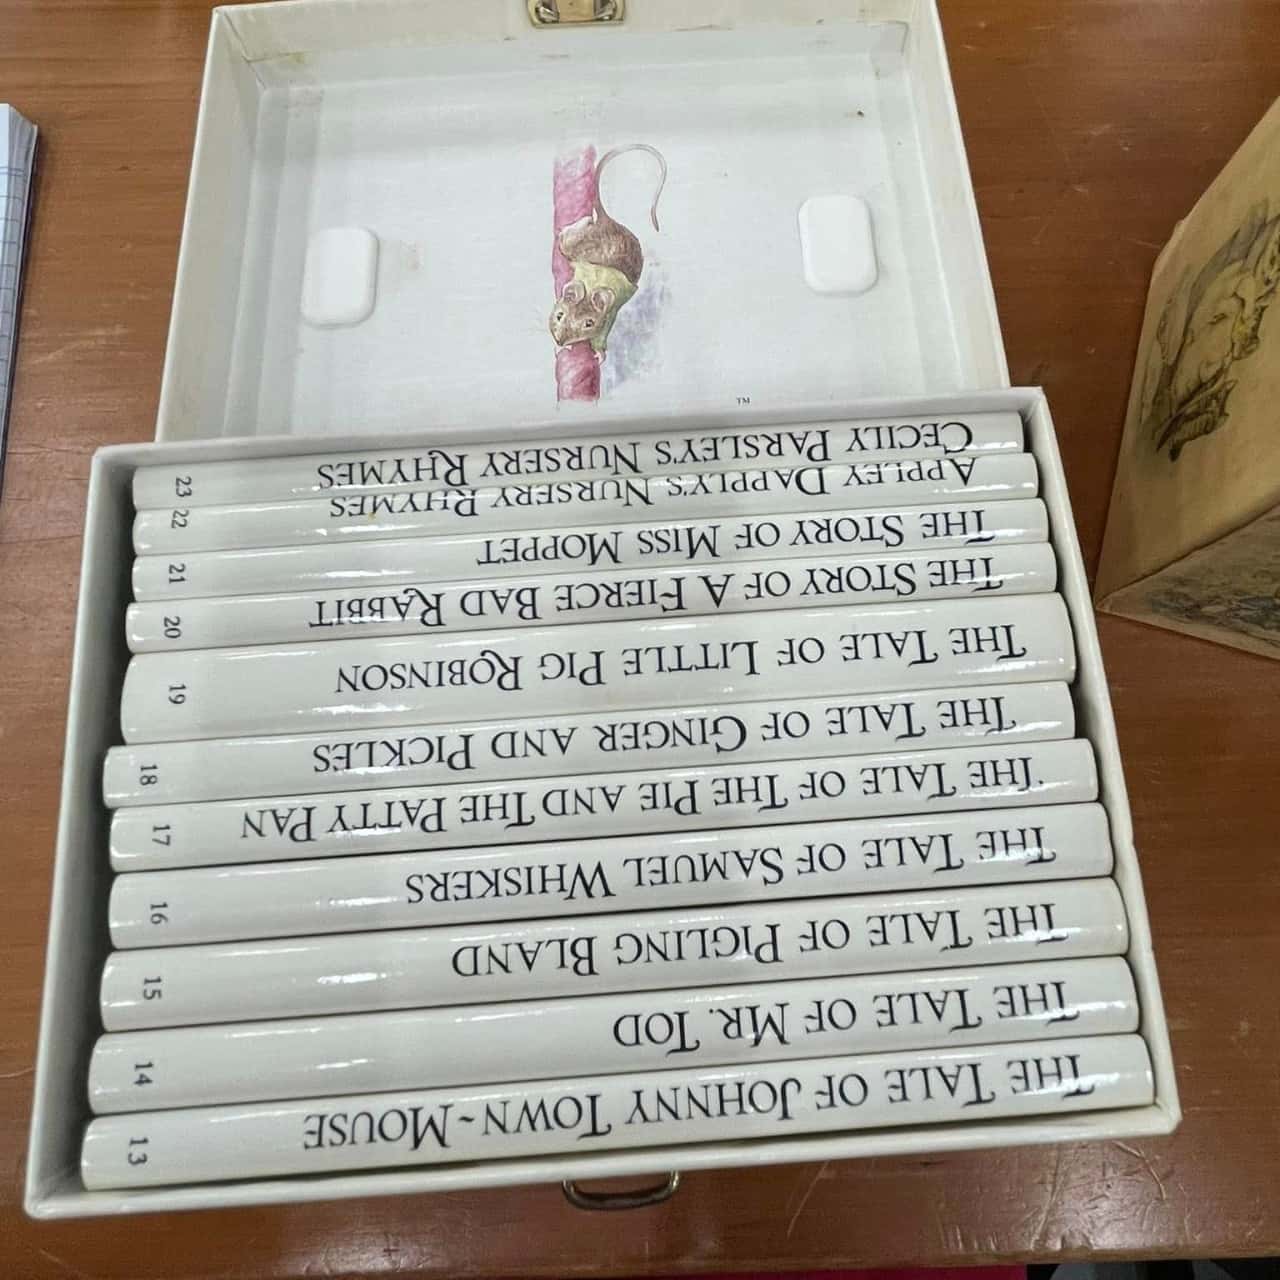 TM
CECILY PARSLEY'S NURSERY RHYMES 23
APPLEY DAPPLY'S NURSERY RHYMES 22
THE STORY OF MISS MOPPET 21
THE STORY OF A FIERCE BAD RABBIT 20
THE TALE OF LITTLE PIG ROBINSON 19
THE TALE OF GINGER AND PICKLES 18
THE TALE OF THE PIE AND THE PATTY PAN 17
THE TALE OF SAMUEL WHISKERS 16
THE TALE OF PIGLING BLAND 15
THE TALE OF MR. TOD 14
THE TALE OF JOHNNY TOWN-MOUSE 13